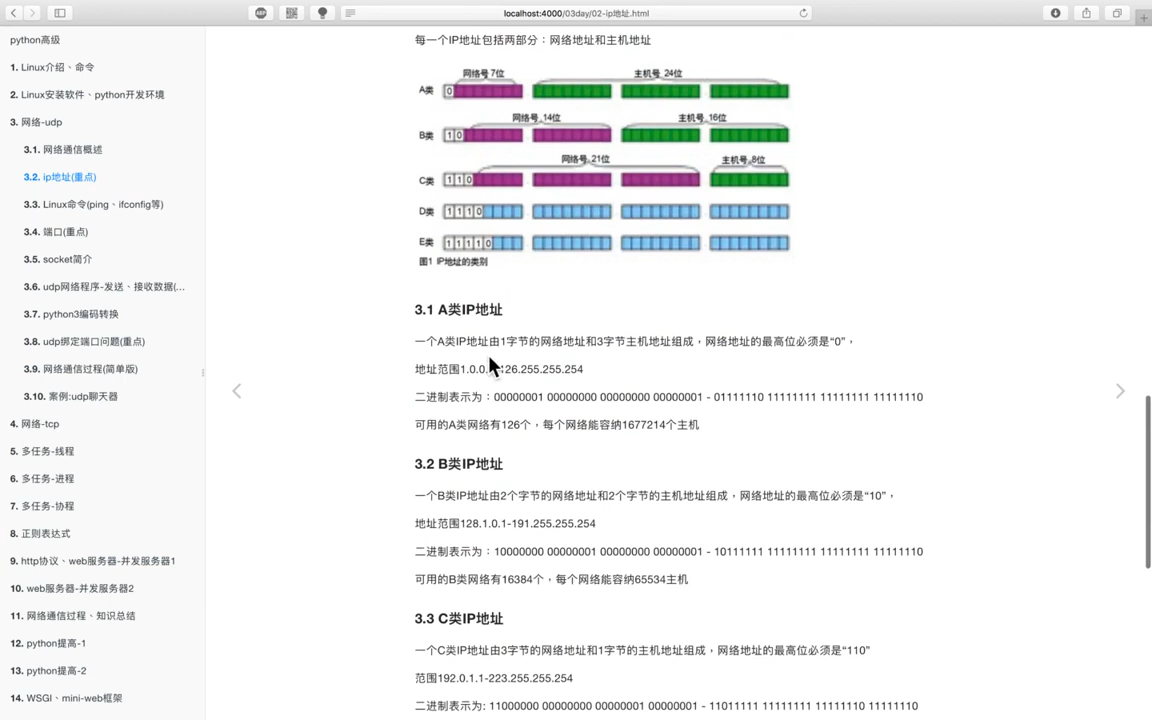 localhost:4000/03day/02-ip地址.html
ABP
python高级
1. Linux介绍、命令
2. Linux安装软件、python开发环境
3. 网络-udp
3.1. 网络通信概述
3.2. ip地址(重点)
3.3. Linux命令(ping、ifconfig等)
3.4. 端口(重点)
3.5. socket简介
3.6. udp网络程序-发送、接收数据(...
3.7. python3编码转换
3.8. udp绑定端口问题(重点)
3.9. 网络通信过程(简单版)
3.10. 案例:udp聊天器
4. 网络-tcp
5. 多任务-线程
6. 多任务-进程
7. 多任务-协程
8. 正则表达式
9. http协议、web服务器-并发服务器1
10. web服务器-并发服务器2
11. 网络通信过程、知识总结
12. python提高-1
13. python提高-2
14. WSGI、mini-web框架
每一个IP地址包括两部分：网络地址和主机地址
网络号 7位 主机号 24位
A类 0
网络号 14位 主机号 16位
B类 1 0
网络号 21位 主机号 8位
C类 1 1 0
D类 1 1 1 0
E类 1 1 1 1 0
图1 IP地址的类别
3.1 A类IP地址
一个A类IP地址由1字节的网络地址和3字节主机地址组成，网络地址的最高位必须是“0”，
地址范围1.0.0. 126.255.255.254
二进制表示为：00000001 00000000 00000000 00000001 - 01111110 11111111 11111111 11111110
可用的A类网络有126个，每个网络能容纳1677214个主机
3.2 B类IP地址
一个B类IP地址由2个字节的网络地址和2个字节的主机地址组成，网络地址的最高位必须是“10”，
地址范围128.1.0.1-191.255.255.254
二进制表示为：10000000 00000001 00000000 00000001 - 10111111 11111111 11111111 11111110
可用的B类网络有16384个，每个网络能容纳65534主机
3.3 C类IP地址
一个C类IP地址由3字节的网络地址和1字节的主机地址组成，网络地址的最高位必须是“110”
范围192.0.1.1-223.255.255.254
二进制表示为: 11000000 00000000 00000001 00000001 - 11011111 11111111 11111110 11111110